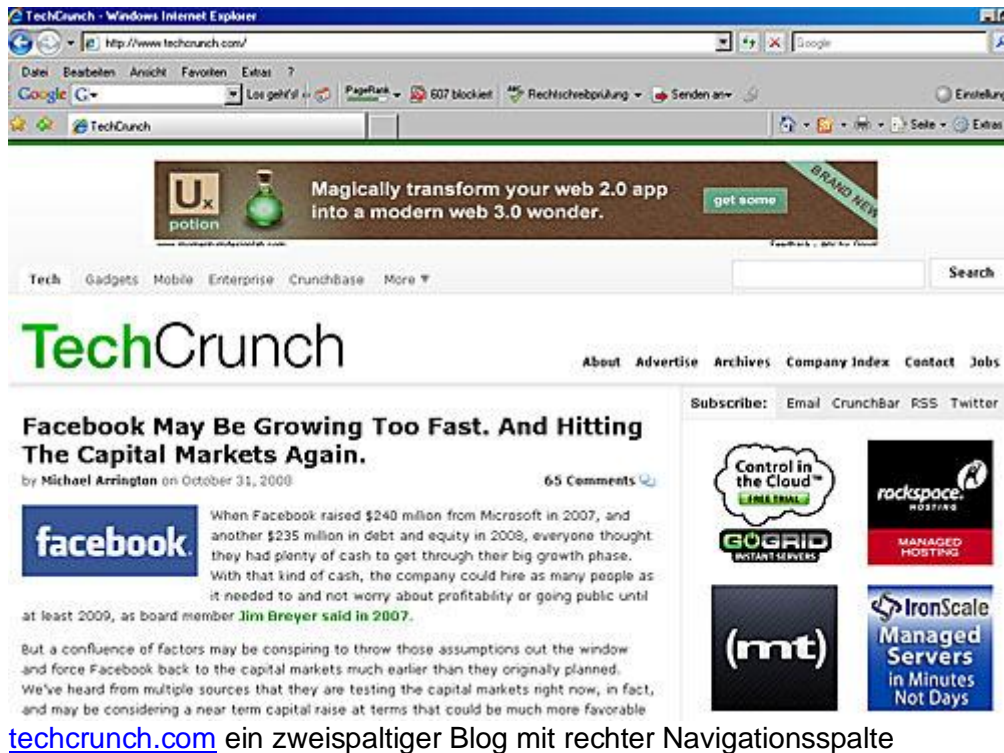 TechCrunch - Windows Internet Explorer
http://www.techcrunch.com/
Google
Datei Bearbeiten Ansicht Favoriten Extras ?
Google G Los geht's! PageRank 607 blockiert Rechtschreibprüfung Senden an Einstellung
TechCrunch
Seite Extras
Ux
potion
Magically transform your web 2.0 app
into a modern web 3.0 wonder.
get some
BRAND NEW
Tech Gadgets Mobile Enterprise CrunchBase More ▼
Search
TechCrunch
About Advertise Archives Company Index Contact Jobs
Subscribe: Email CrunchBar RSS Twitter
Facebook May Be Growing Too Fast. And Hitting
The Capital Markets Again.
by Michael Arrington on October 31, 2008
65 Comments
facebook
When Facebook raised $240 million from Microsoft in 2007, and
another $235 million in debt and equity in 2008, everyone thought
they had plenty of cash to get through their big growth phase.
With that kind of cash, the company could hire as many people as
it needed to and not worry about profitability or going public until
at least 2009, as board member Jim Breyer said in 2007.
But a confluence of factors may be conspiring to throw those assumptions out the window
and force Facebook back to the capital markets much earlier than they orignally planned.
We've heard from multiple sources that they are testing the capital markets right now, in fact,
and may be considering a near term capital raise at terms that could be much more favorable
Control in
the Cloud™
FREE TRIAL
GOGRID
INSTANT SERVERS
rackspace.
HOSTING
MANAGED
HOSTING
(mt)
IronScale
Managed
Servers
in Minutes
Not Days
techcrunch.com ein zweispaltiger Blog mit rechter Navigationsspalte